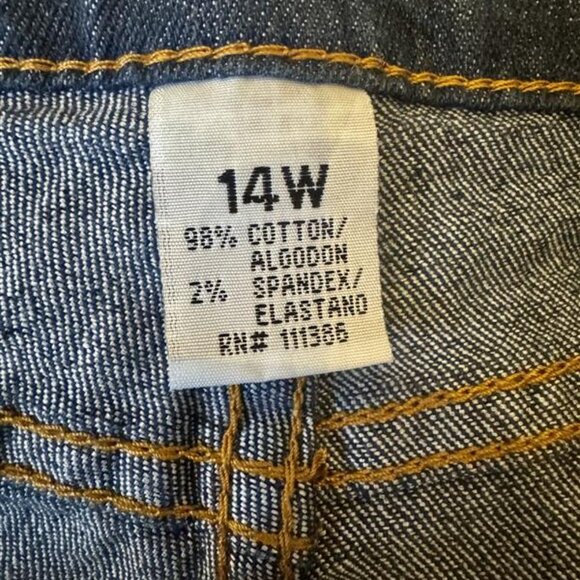 14W
98% COTTON/
ALGODON
2% SPANDEX/
ELASTANO
RN# 111386